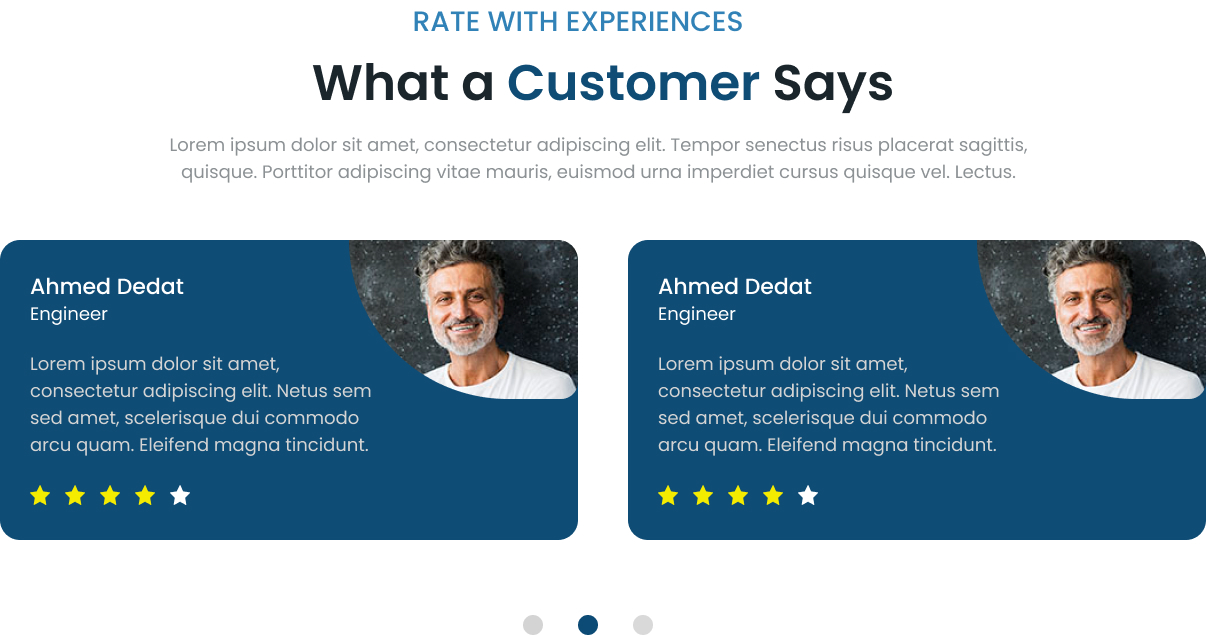 RATE WITH EXPERIENCES
What a Customer Says
Lorem ipsum dolor sit amet, consectetur adipiscing elit. Tempor senectus risus placerat sagittis,
quisque. Porttitor adipiscing vitae mauris, euismod urna imperdiet cursus quisque vel. Lectus.
Ahmed Dedat
Engineer
Lorem ipsum dolor sit amet,
consectetur adipiscing elit. Netus sem
sed amet, scelerisque dui commodo
arcu quam. Eleifend magna tincidunt.
Ahmed Dedat
Engineer
Lorem ipsum dolor sit amet,
consectetur adipiscing elit. Netus sem
sed amet, scelerisque dui commodo
arcu quam. Eleifend magna tincidunt.